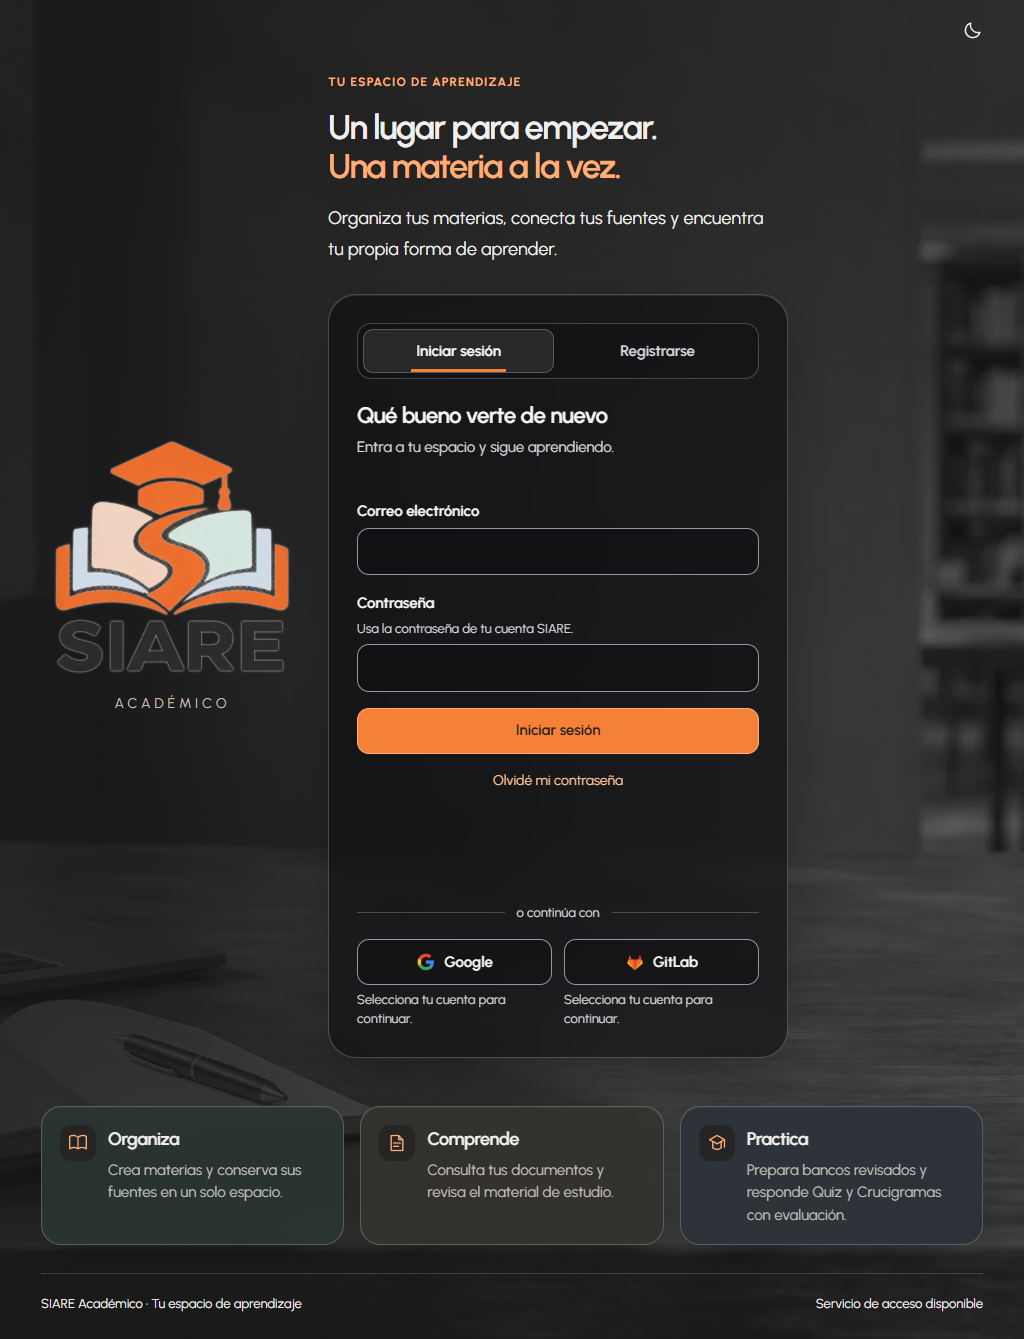 TU ESPACIO DE APRENDIZAJE
Un lugar para empezar.
Una materia a la vez.
Organiza tus materias, conecta tus fuentes y encuentra
tu propia forma de aprender.
SIARE
ACADÉMICO
Iniciar sesión
Registrarse
Qué bueno verte de nuevo
Entra a tu espacio y sigue aprendiendo.
Correo electrónico
Contraseña
Usa la contraseña de tu cuenta SIARE.
Iniciar sesión
Olvidé mi contraseña
o continúa con
Google
Selecciona tu cuenta para
continuar.
GitLab
Selecciona tu cuenta para
continuar.
Organiza
Crea materias y conserva sus
fuentes en un solo espacio.
Comprende
Consulta tus documentos y
revisa el material de estudio.
Practica
Prepara bancos revisados y
responde Quiz y Crucigramas
con evaluación.
SIARE Académico · Tu espacio de aprendizaje
Servicio de acceso disponible